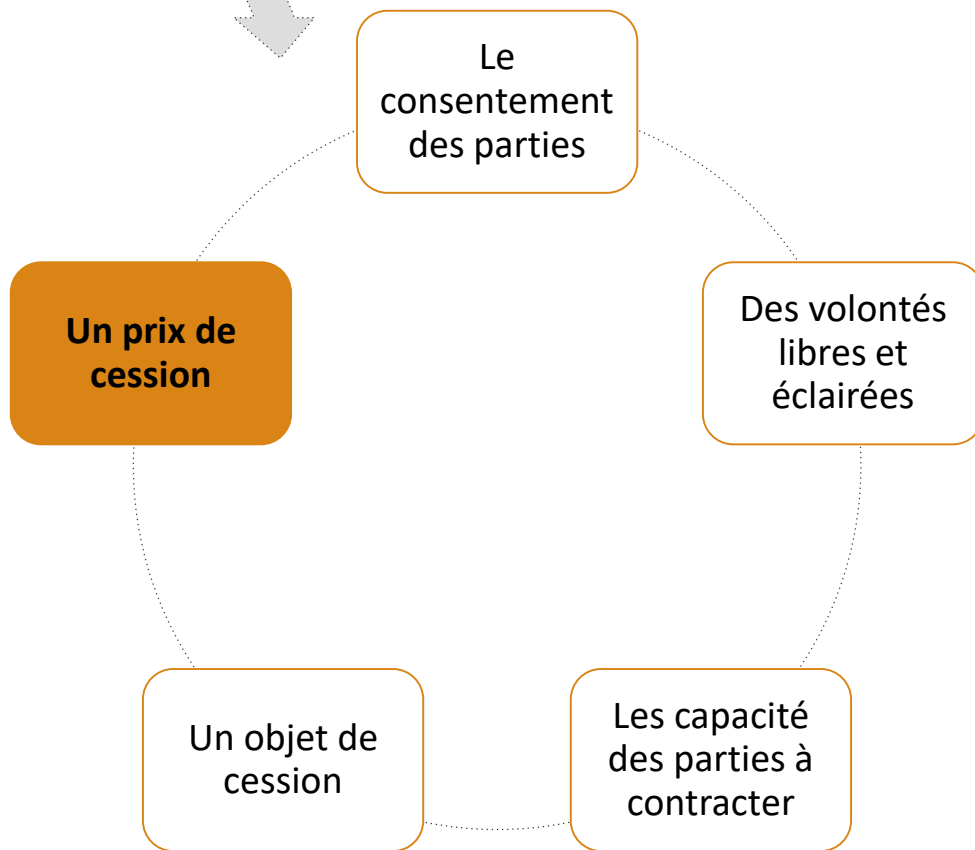 Le
consentement
des parties
Des volontés
libres et
éclairées
Les capacité
des parties à
contracter
Un objet de
cession
Un prix de
cession